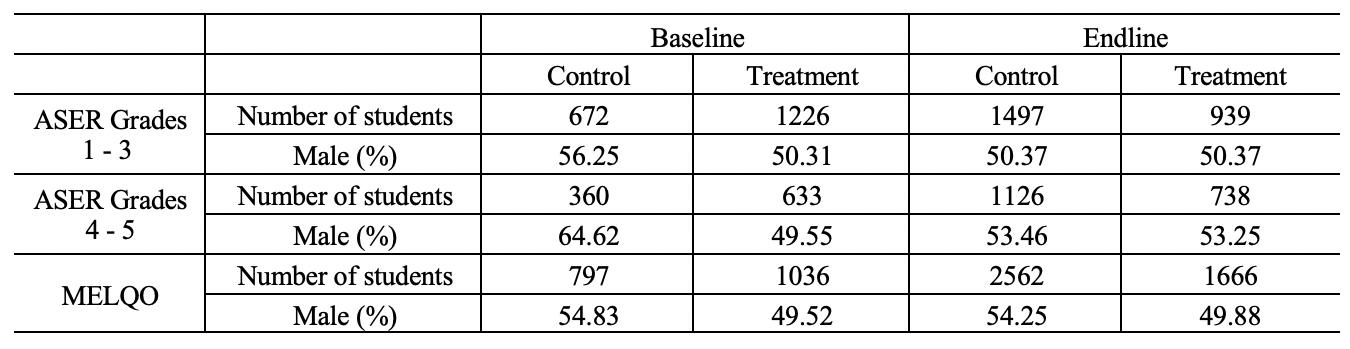 Baseline Endline
Control Treatment Control Treatment
ASER Grades 1 - 3 Number of students 672 1226 1497 939
Male (%) 56.25 50.31 50.37 50.37
ASER Grades 4 - 5 Number of students 360 633 1126 738
Male (%) 64.62 49.55 53.46 53.25
MELQO Number of students 797 1036 2562 1666
Male (%) 54.83 49.52 54.25 49.88